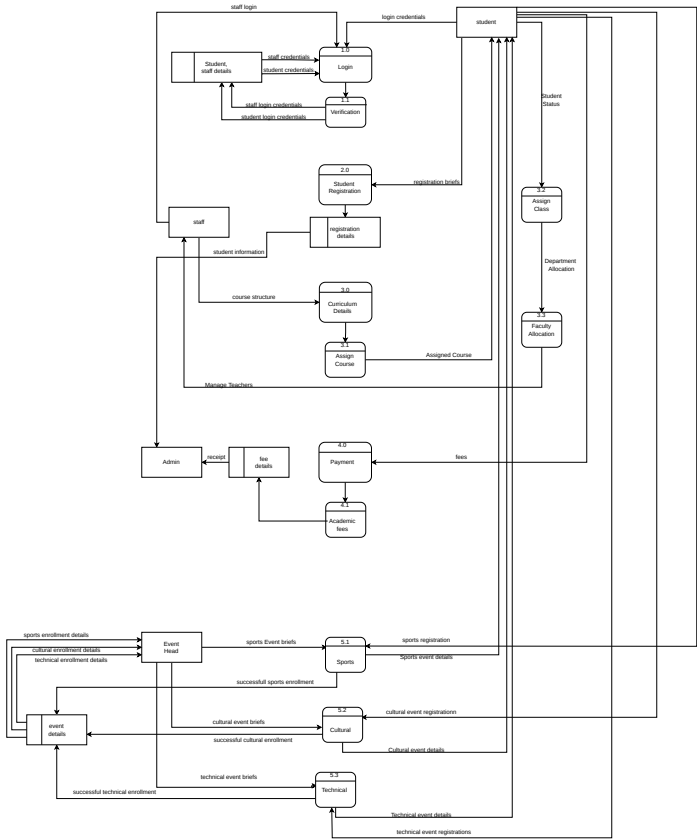 staff login
login credentials
student
1.0
Login
Student,
staff details
staff credentials
student credentials
1.1
Verification
staff login credentials
student login credentials
Student
Status
2.0
Student
Registration
registration briefs
3.2
Assign
Class
staff
registration
details
student information
Department
Allocation
3.0
Curriculum
Details
course structure
3.3
Faculty
Allocation
3.1
Assign
Course
Assigned Course
Manage Teachers
Admin
receipt
fee
details
4.0
Payment
fees
4.1
Academic
fees
sports enrollment details
cultural enrollment details
technical enrollment details
Event
Head
sports Event briefs
5.1
Sports
sports registration
Sports event details
successfull sports enrollment
event
details
cultural event briefs
5.2
Cultural
cultural event registrationn
successful cultural enrollment
Cultural event details
technical event briefs
5.3
Technical
successful technical enrollment
Technical event details
technical event registrations